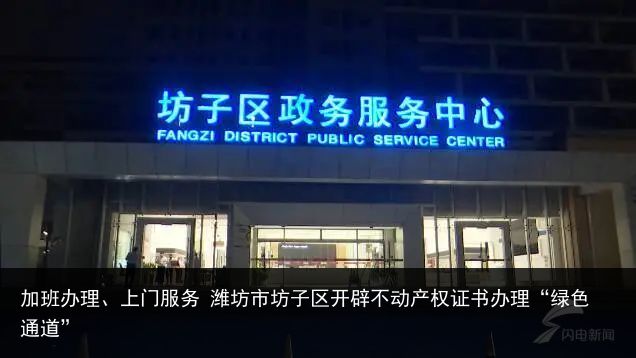 坊子区政务服务中心
FANGZI DISTRICT PUBLIC SERVICE CENTER
加班办理、上门服务 潍坊市坊子区开辟不动产权证书办理“绿色
通道”
闪电新闻